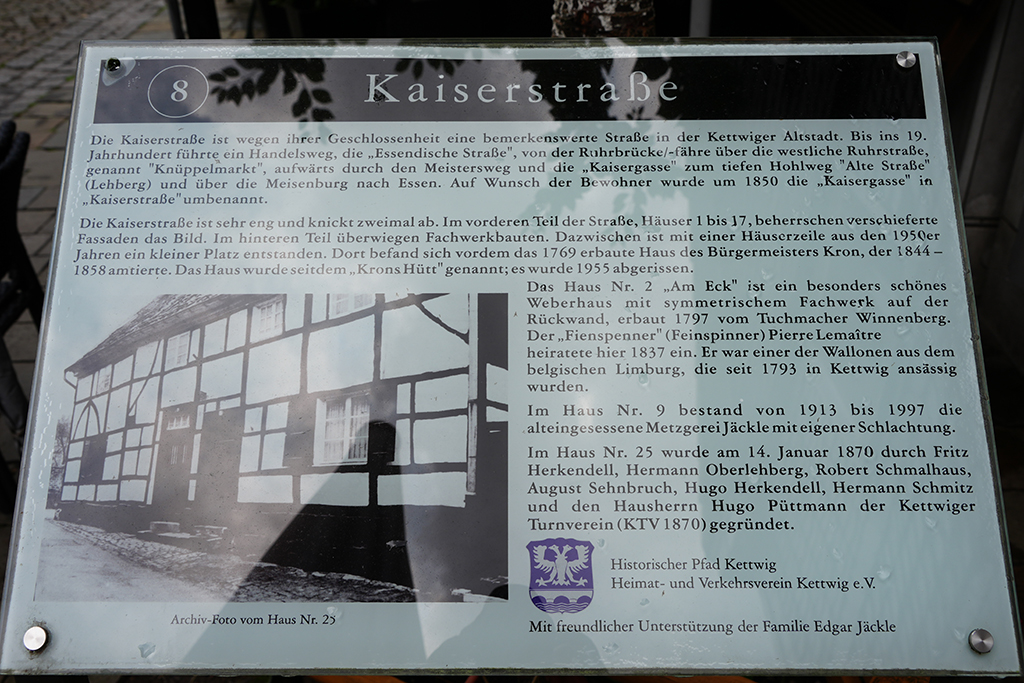 8
Kaiserstraße
Die Kaiserstraße ist wegen ihrer Geschlossenheit eine bemerkenswerte Straße in der Kettwiger Altstadt. Bis ins 19.
Jahrhundert führte ein Handelsweg, die „Essendische Straße", von der Ruhrbrücke/-fähre über die westliche Ruhrstraße,
genannt "Knüppelmarkt", aufwärts durch den Meistersweg und die „Kaisergasse" zum tiefen Hohlweg "Alte Straße"
(Lehberg) und über die Meisenburg nach Essen. Auf Wunsch der Bewohner wurde um 1850 die „Kaisergasse" in
„Kaiserstraße" umbenannt.
Die Kaiserstraße ist sehr eng und knickt zweimal ab. Im vorderen Teil der Straße, Häuser 1 bis 17, beherrschen verschieferte
Fassaden das Bild. Im hinteren Teil überwiegen Fachwerkbauten. Dazwischen ist mit einer Häuserzeile aus den 1950er
Jahren ein kleiner Platz entstanden. Dort befand sich vordem das 1769 erbaute Haus des Bürgermeisters Kron, der 1844 –
1858 amtierte. Das Haus wurde seitdem „Krons Hütt" genannt; es wurde 1955 abgerissen.
Das Haus Nr. 2 „Am Eck" ist ein besonders schönes
Weberhaus mit symmetrischem Fachwerk auf der
Rückwand, erbaut 1797 vom Tuchmacher Winnenberg.
Der „Fienspenner" (Feinspinner) Pierre Lemaître
heiratete hier 1837 ein. Er war einer der Wallonen aus dem
belgischen Limburg, die seit 1793 in Kettwig ansässig
wurden.
Im Haus Nr. 9 bestand von 1913 bis 1997 die
alteingesessene Metzgerei Jäckle mit eigener Schlachtung.
Im Haus Nr. 25 wurde am 14. Januar 1870 durch Fritz
Herkendell, Hermann Oberlehberg, Robert Schmalhaus,
August Sehnbruch, Hugo Herkendell, Hermann Schmitz
und den Hausherrn Hugo Püttmann der Kettwiger
Turnverein (KTV 1870) gegründet.
Historischer Pfad Kettwig
Heimat- und Verkehrsverein Kettwig e.V.
Archiv-Foto vom Haus Nr. 25
Mit freundlicher Unterstützung der Familie Edgar Jäckle